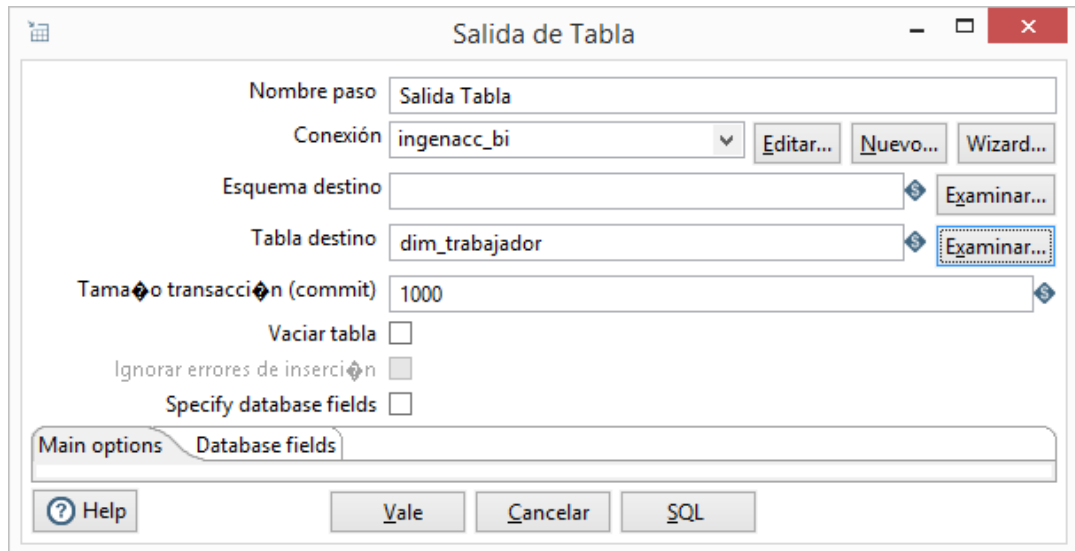 Salida de Tabla
Nombre paso Salida Tabla
Conexión ingenacc_bi Editar... Nuevo... Wizard...
Esquema destino Examinar...
Tabla destino dim_trabajador Examinar...
Tama�o transacci�n (commit) 1000
Vaciar tabla
Ignorar errores de inserci�n
Specify database fields
Main options Database fields
Help Vale Cancelar SQL